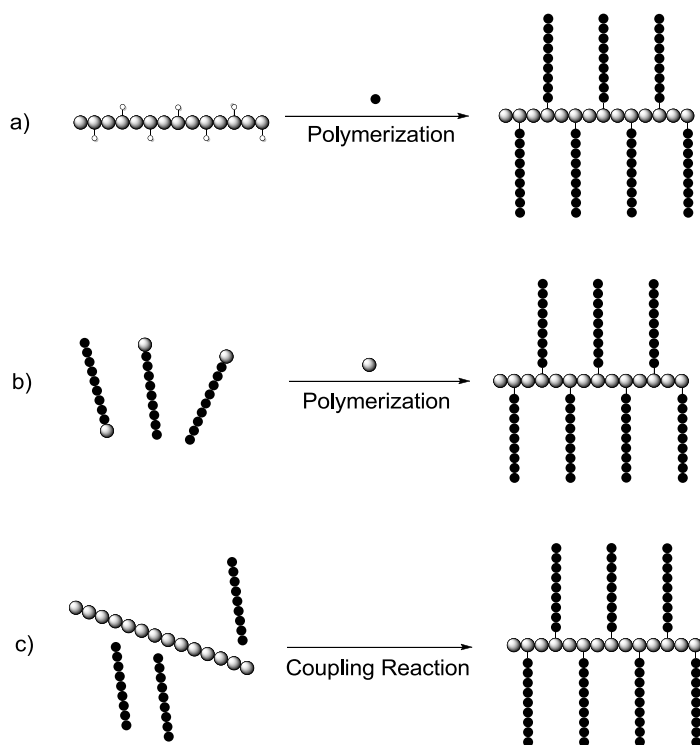 a)
Polymerization
b)
Polymerization
c)
Coupling Reaction